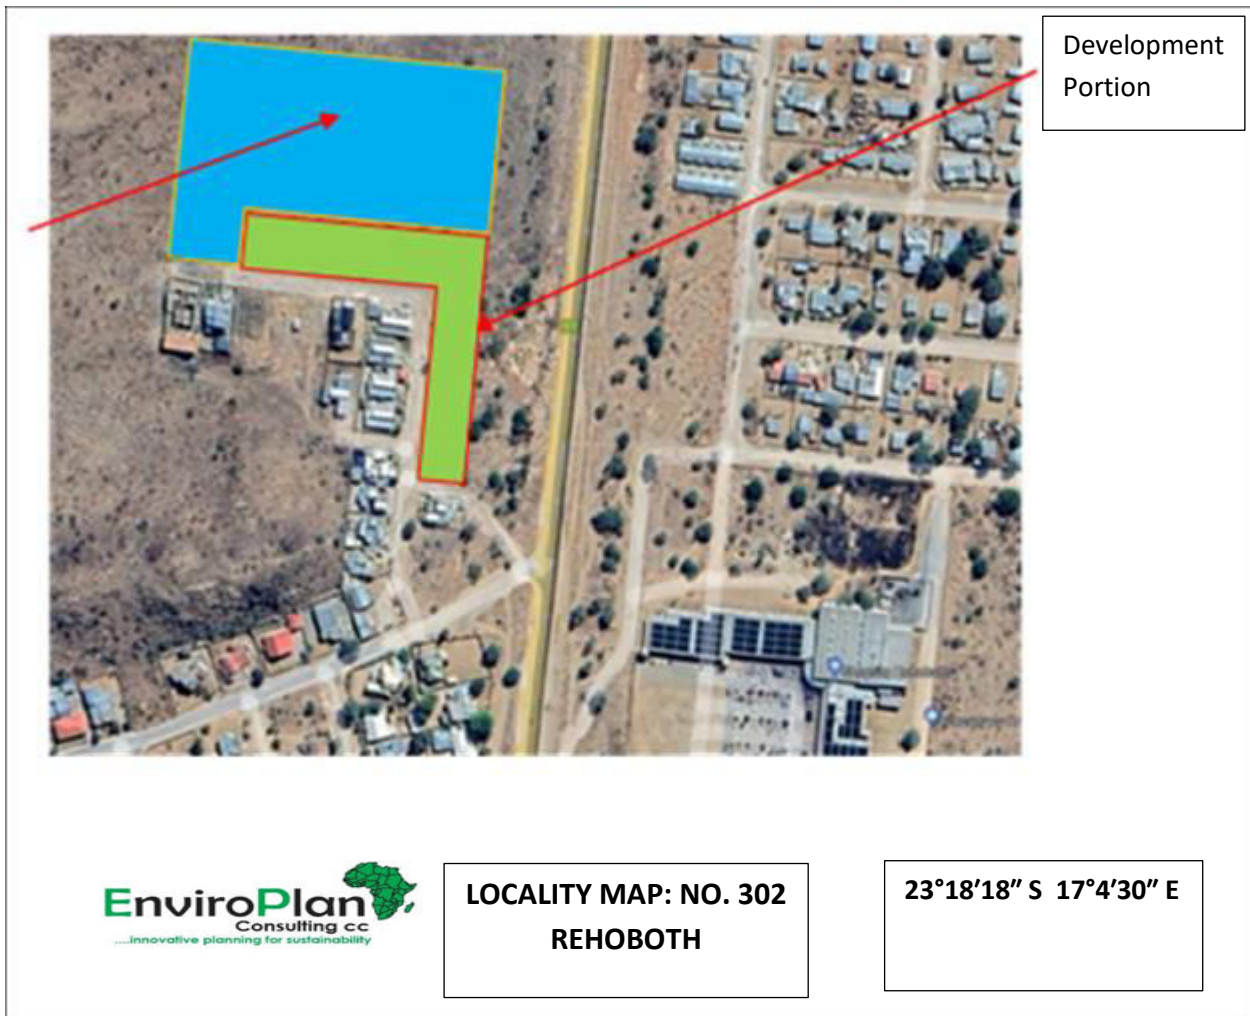 Development
Portion
EnviroPlan
Consulting cc
....innovative planning for sustainability
LOCALITY MAP: NO. 302
REHOBOTH
23°18′18″ S 17°4′30″ E